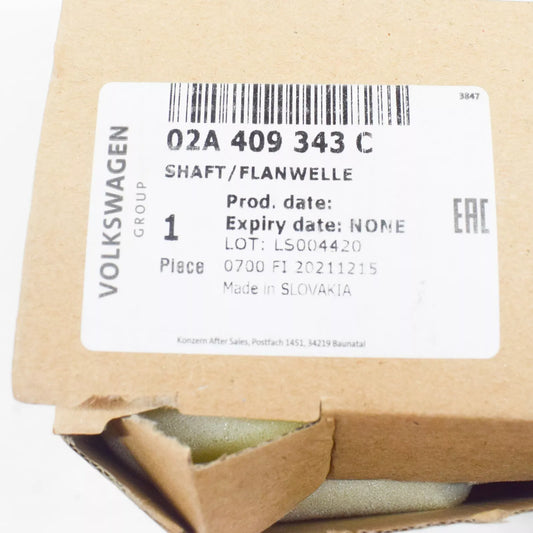 3847
02A 409 343 C
SHAFT/FLANWELLE
VOLKSWAGEN
GROUP
1
Piece
Prod. date:
Expiry date: NONE
LOT: LS004420
0700 FI 20211215
Made in SLOVAKIA
EAC
Konzern After Sales, Postfach 1451, 34219 Baunatal